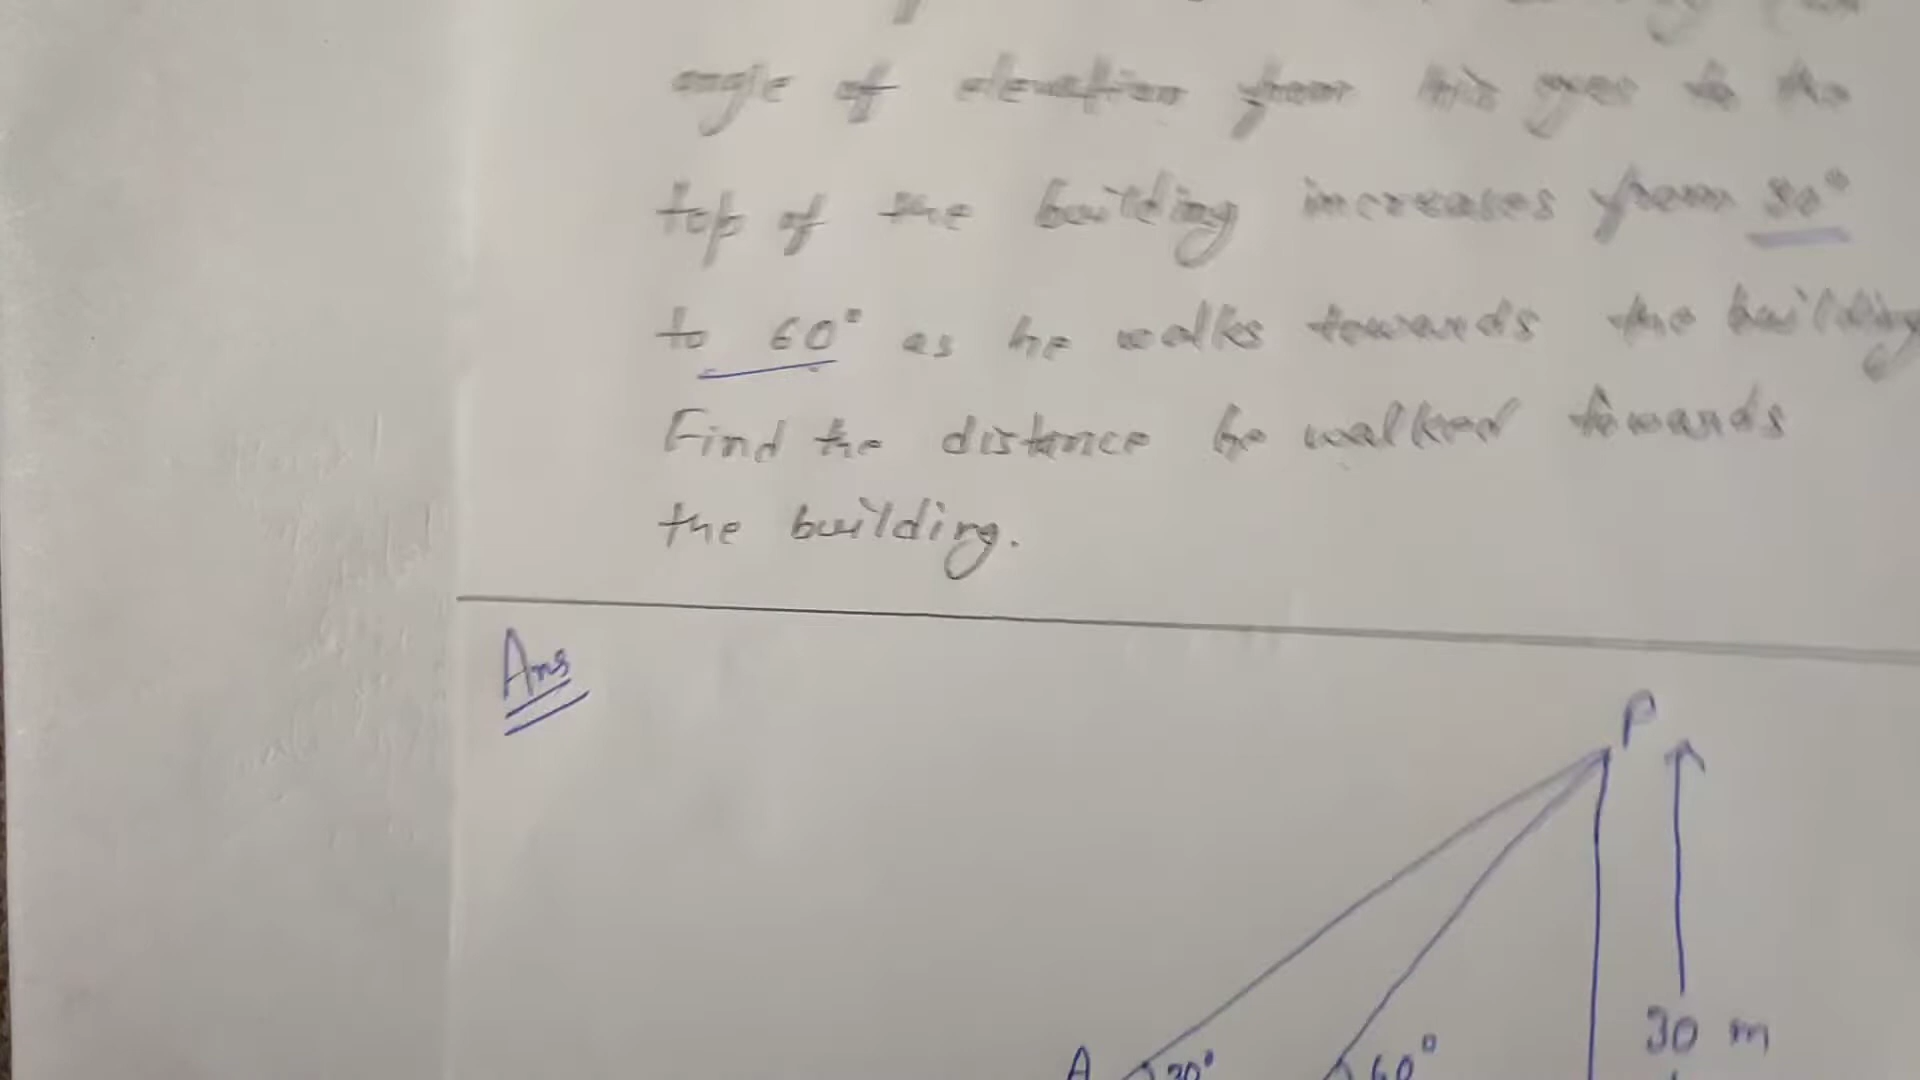 angle of elevation from his eyes to the
top of the building increases from 30°
to 60° as he walks towards the building
Find the distance he walked towards
the building.
Ans
P
30 m
A 30° 60°